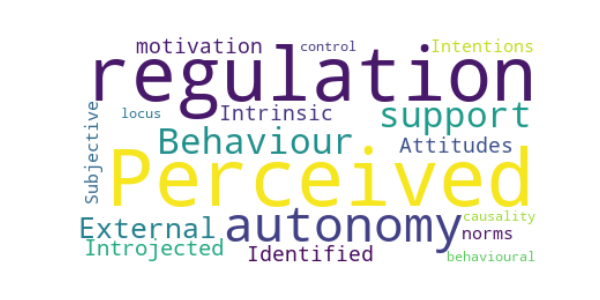 motivation control Intentions
regulation
locus Intrinsic support
Subjective
Behaviour Attitudes
Perceived
External autonomy causality
norms
Introjected Identified behavioural